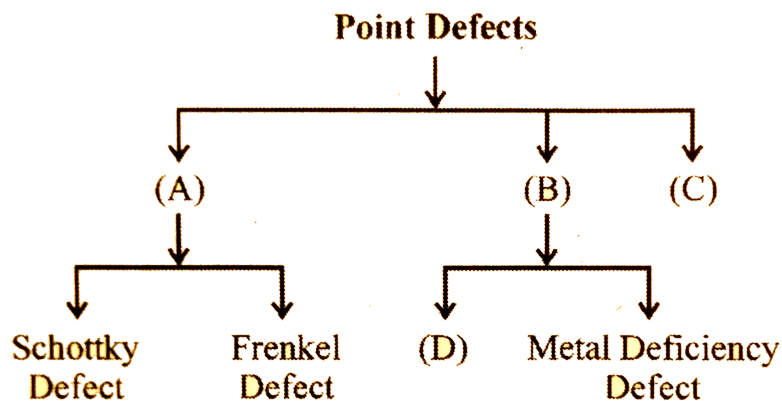 Point Defects
(A)
(B)
(C)
Schottky
Defect
Frenkel
Defect
(D)
Metal Deficiency
Defect